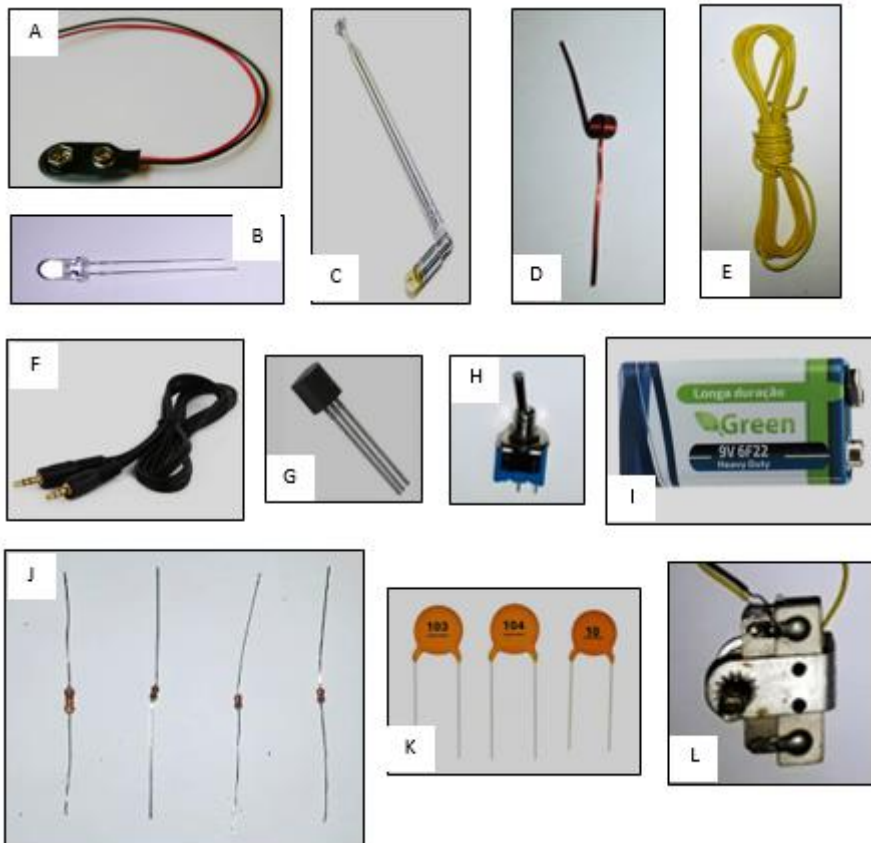 A
B
C
D
E
F
G
H
Longa duração
Green
9V 6F22
Heavy Duty
I
J
103
104
10
K
L